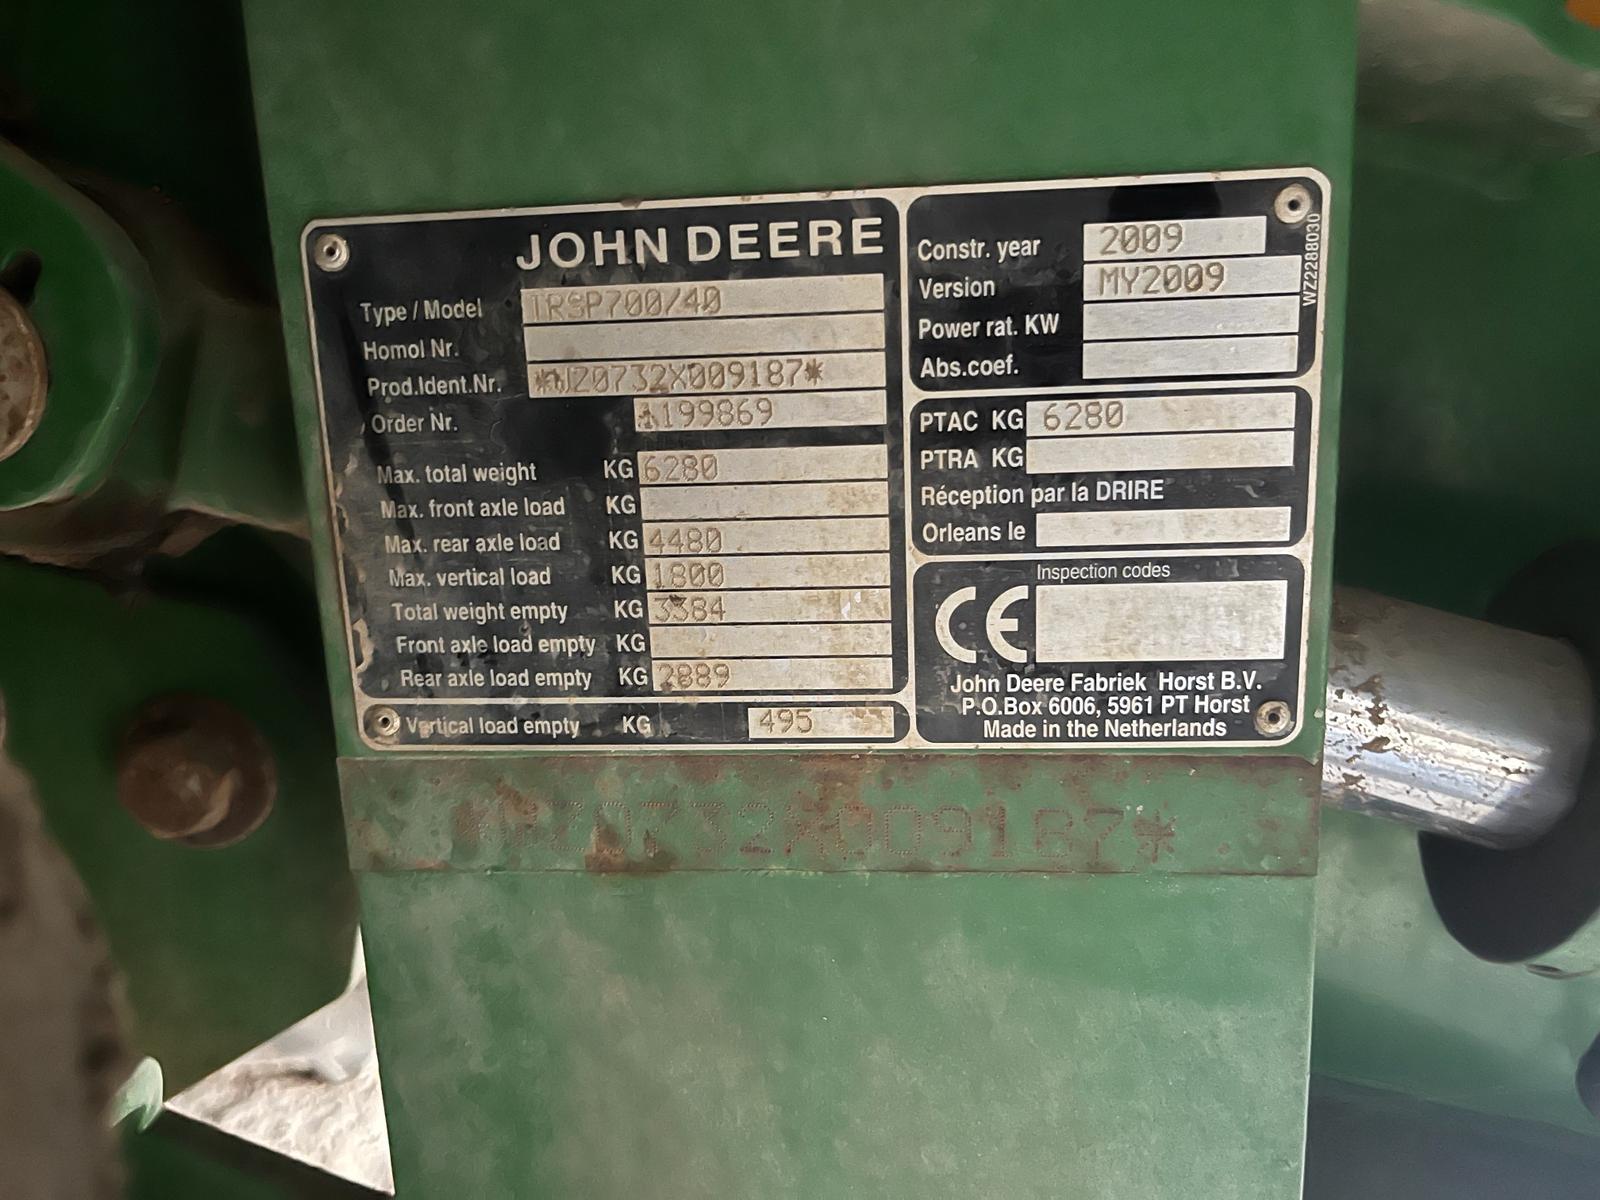 JOHN DEERE
Type / Model TRSP700/40
Homol Nr.
Prod.Ident.Nr. *WZ0732X009187*
Order Nr. A199869
Max. total weight KG 6280
Max. front axle load KG
Max. rear axle load KG 4480
Max. vertical load KG 1800
Total weight empty KG 3384
Front axle load empty KG
Rear axle load empty KG 2889
Vertical load empty KG 495
Constr. year 2009
Version MY2009
Power rat. KW
Abs.coef.
WZ2288030
PTAC KG 6280
PTRA KG
Réception par la DRIRE
Orleans le
Inspection codes
CE
John Deere Fabriek Horst B.V.
P.O.Box 6006, 5961 PT Horst
Made in the Netherlands
*WZ0732X009187*